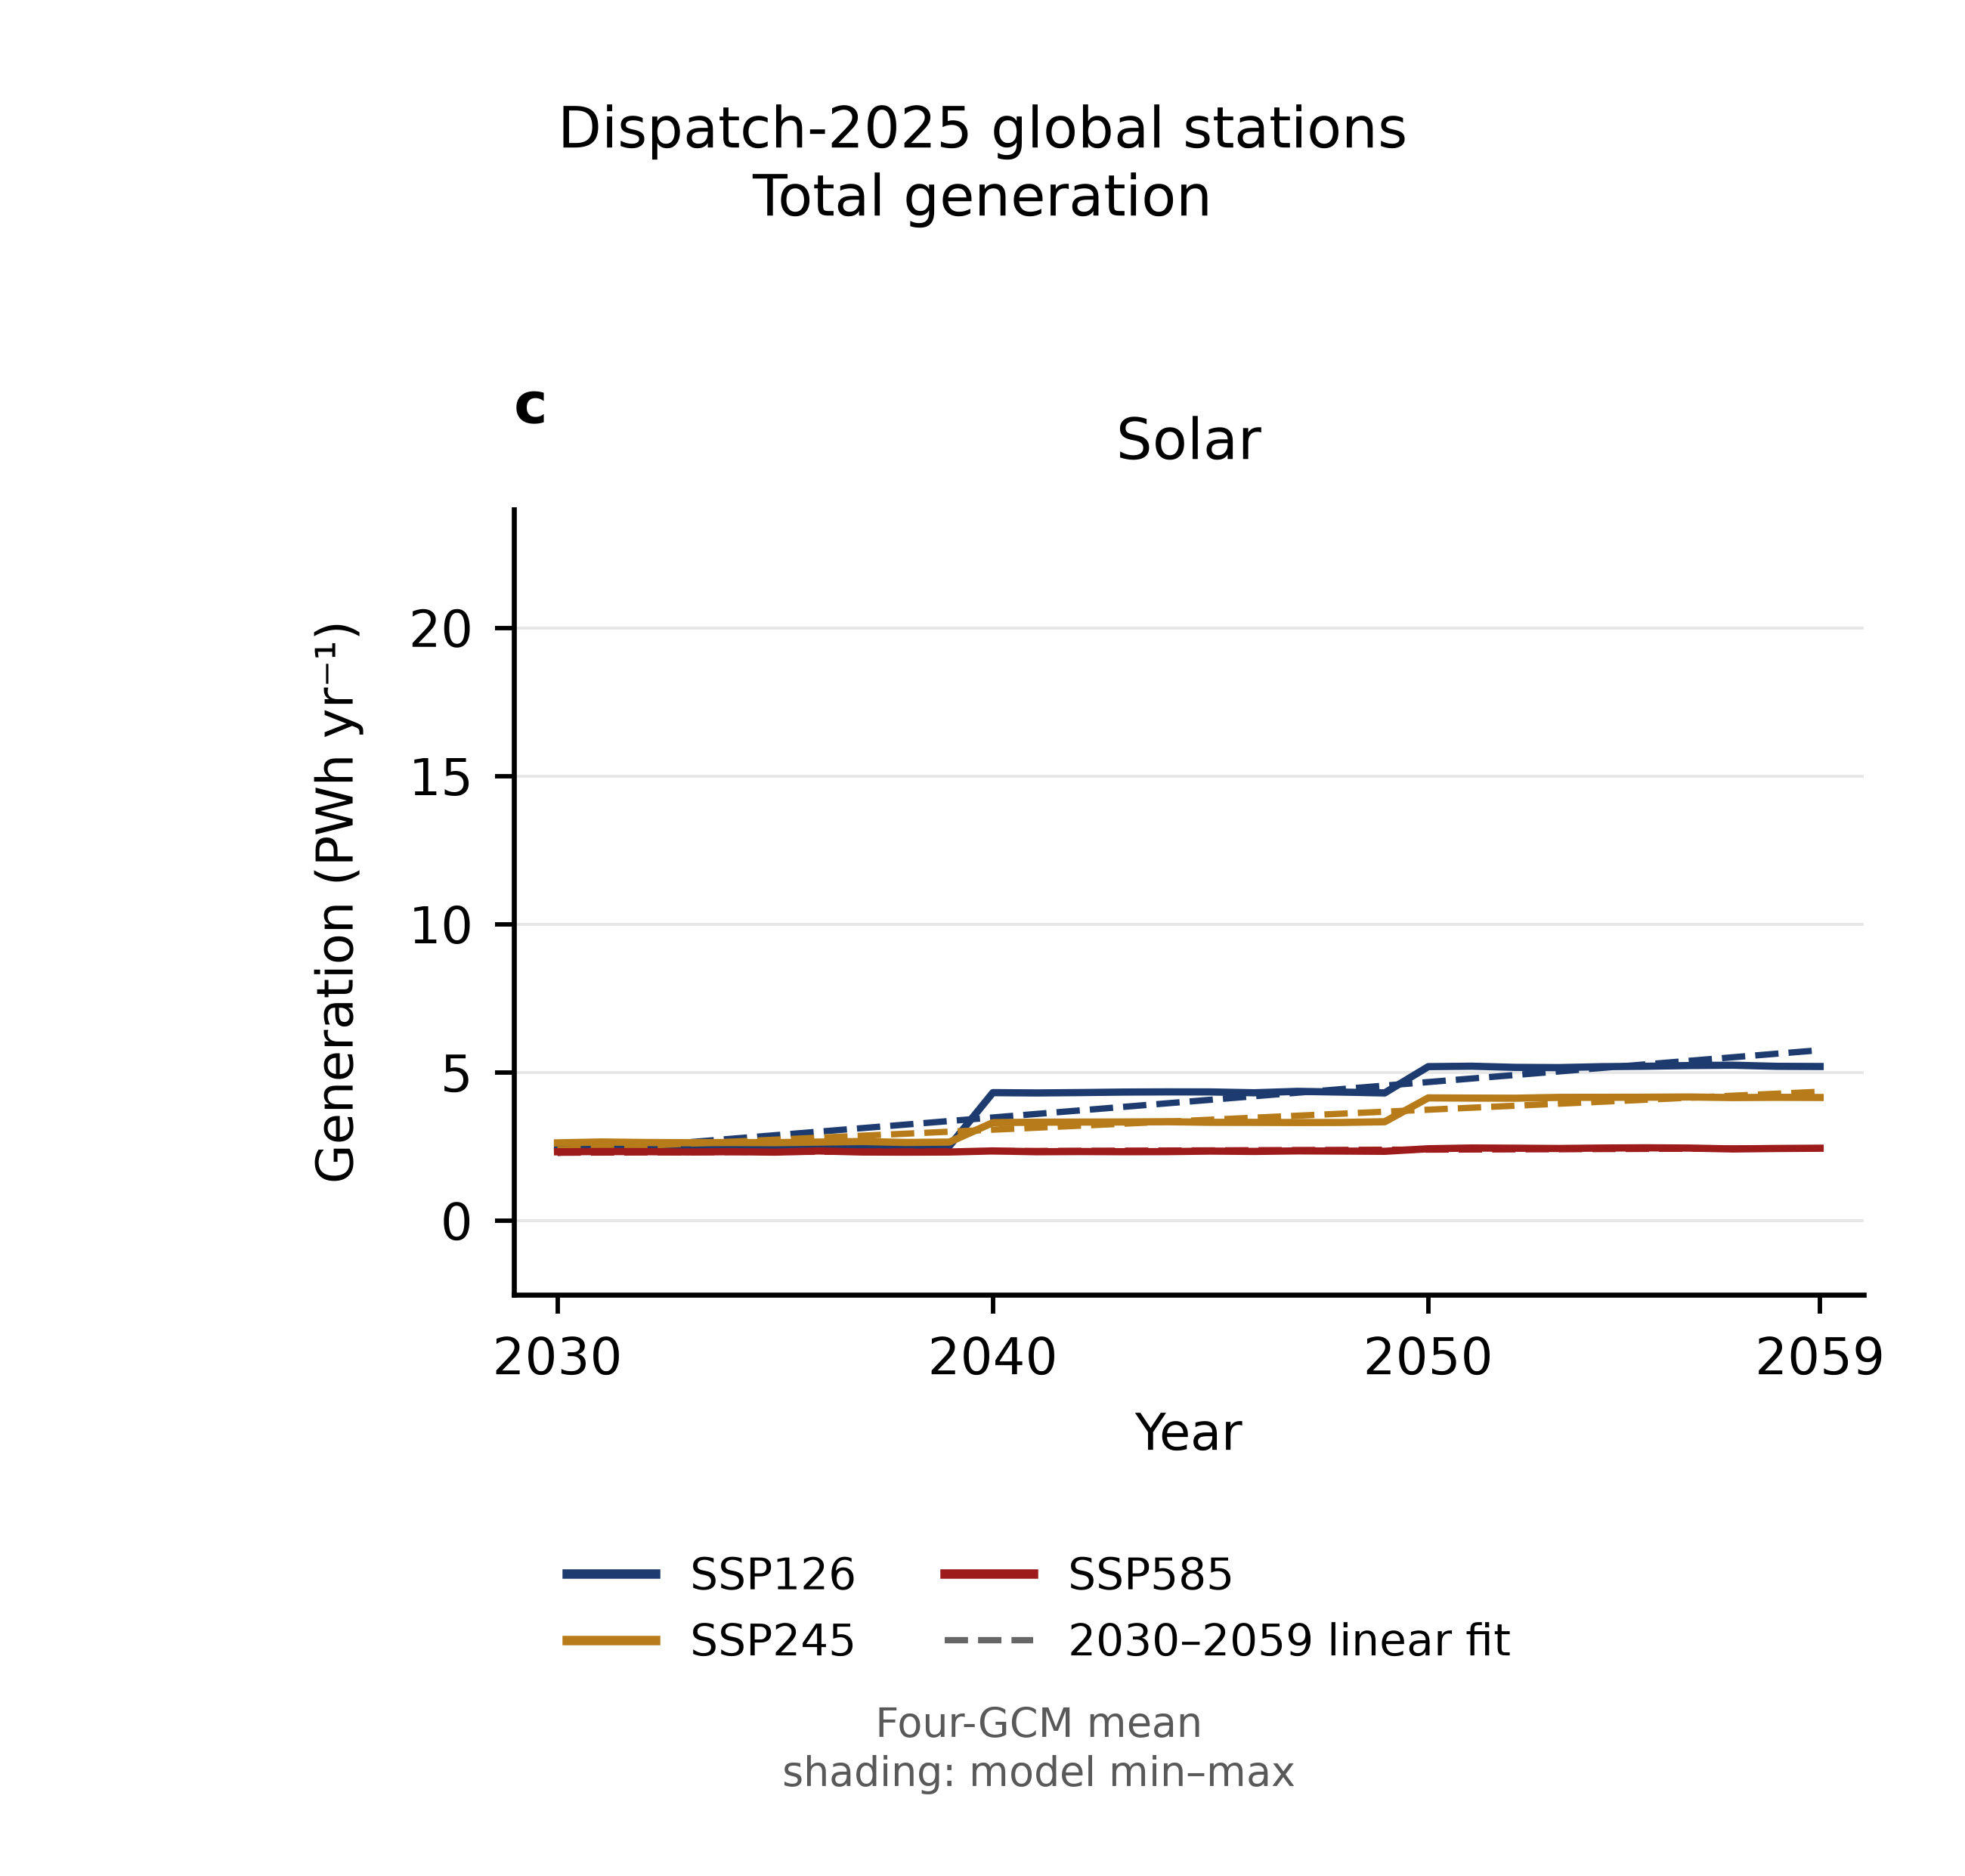 Dispatch-2025 global stations
Total generation
c
Solar
Generation (PWh yr⁻¹)
20
15
10
5
0
2030 2040 2050 2059
Year
SSP126 SSP585
SSP245 2030–2059 linear fit
Four-GCM mean
shading: model min–max